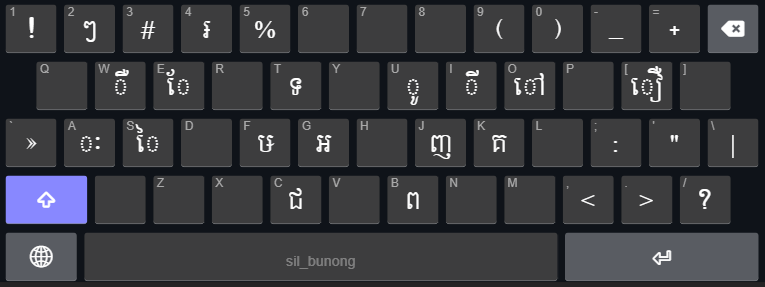 1 ! 2 ៗ 3 # 4 ៛ 5 % 6 7 8 9 ( 0 ) - _ = +
Q W ឺ E ែ R T ទ Y U ូ I ី O ៅ P [ ឿ ]
` » A ះ S ៃ D F ឞ G អ H J ញ K គ L ; : ' " \ |
Z X C ជ V B ព N M , < . > / ?
sil_bunong